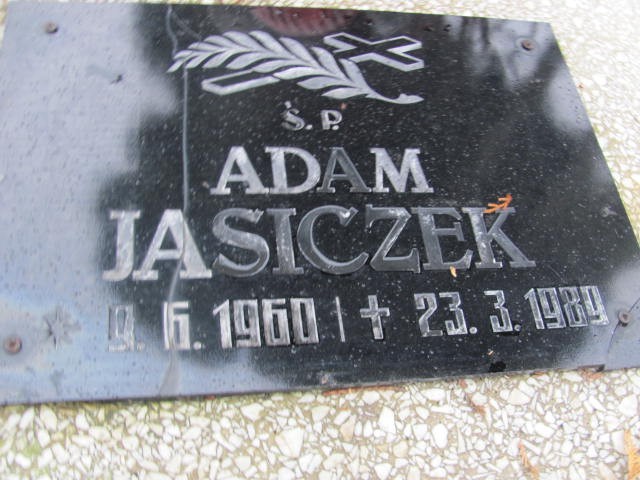 Ś.P.
ADAM
JASICZEK
* 9. 6. 1960 † 23. 3. 1989